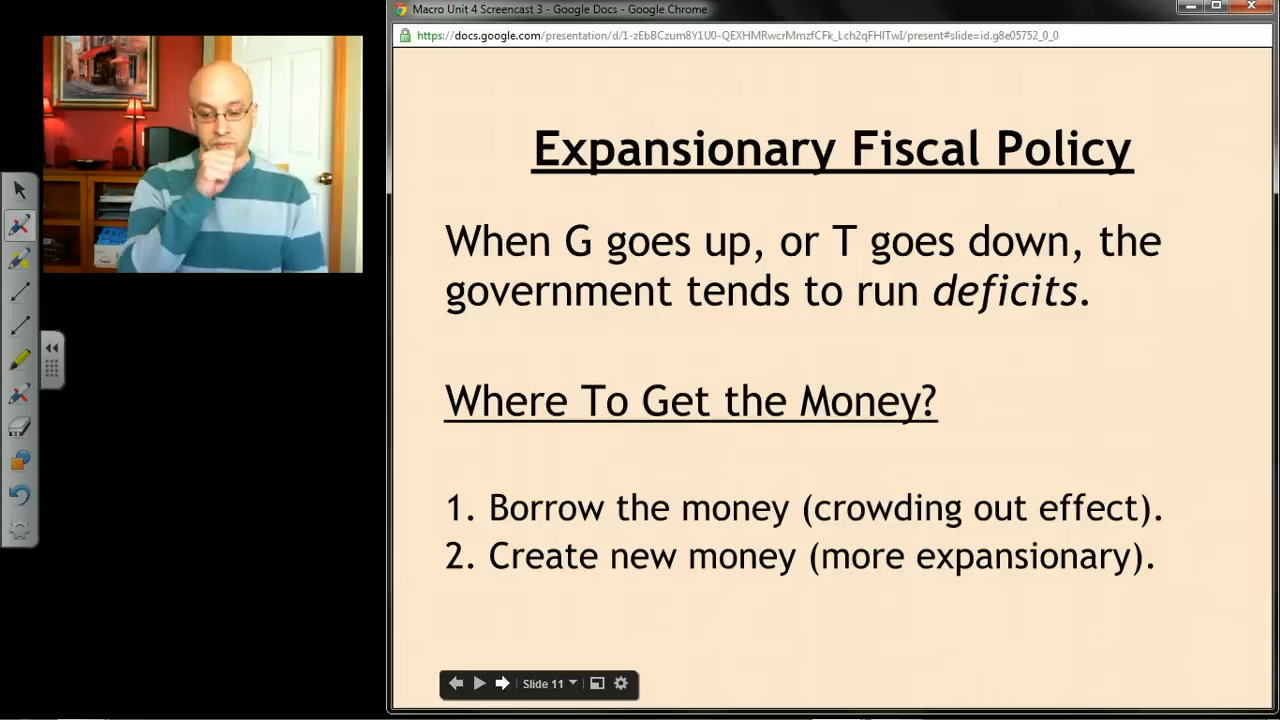 Macro Unit 4 Screencast 3 - Google Docs - Google Chrome
https://docs.google.com/presentation/d/1-zEbBCzum8Y1U0-QEXHMRwcrMmzfCFk_Lch2qFHlTwI/present#slide=id.g8e05752_0_0
Expansionary Fiscal Policy
When G goes up, or T goes down, the
government tends to run deficits.
Where To Get the Money?
1. Borrow the money (crowding out effect).
2. Create new money (more expansionary).
Slide 11